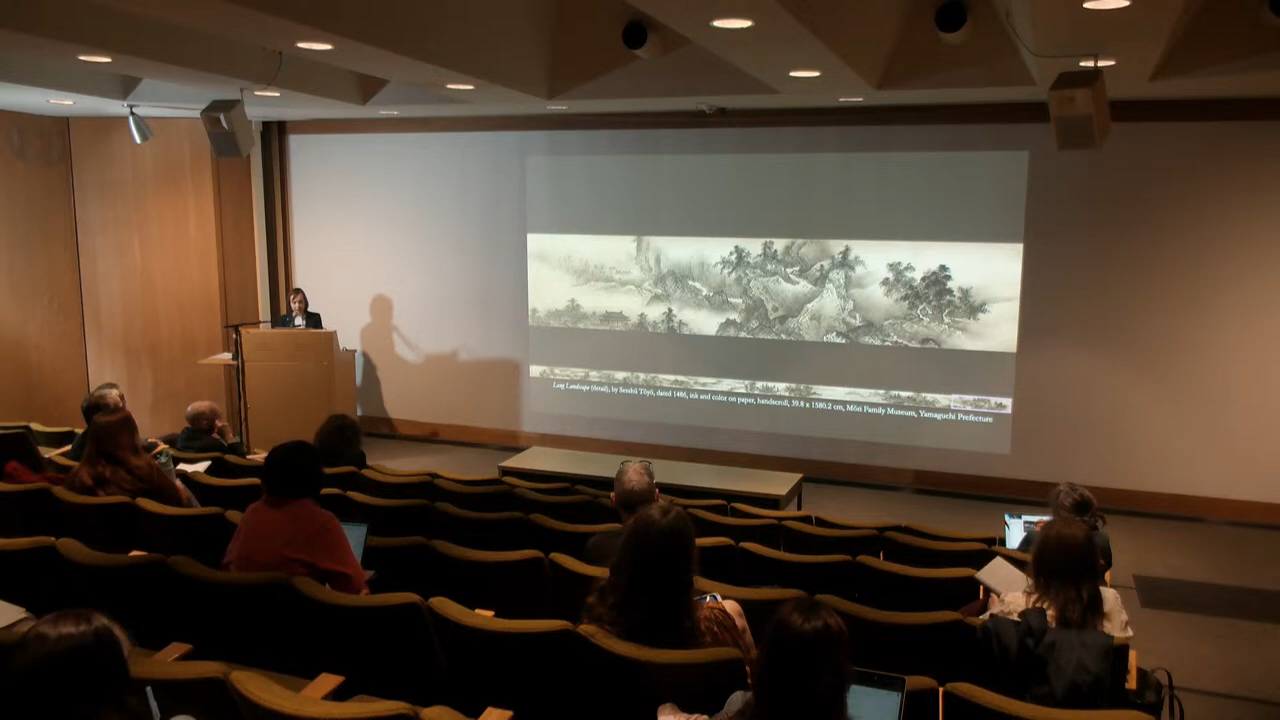 Long Landscape (detail), by Sesshū Tōyō, dated 1486, ink and color on paper, handscroll, 39.8 x 1580.2 cm, Mōri Family Museum, Yamaguchi Prefecture